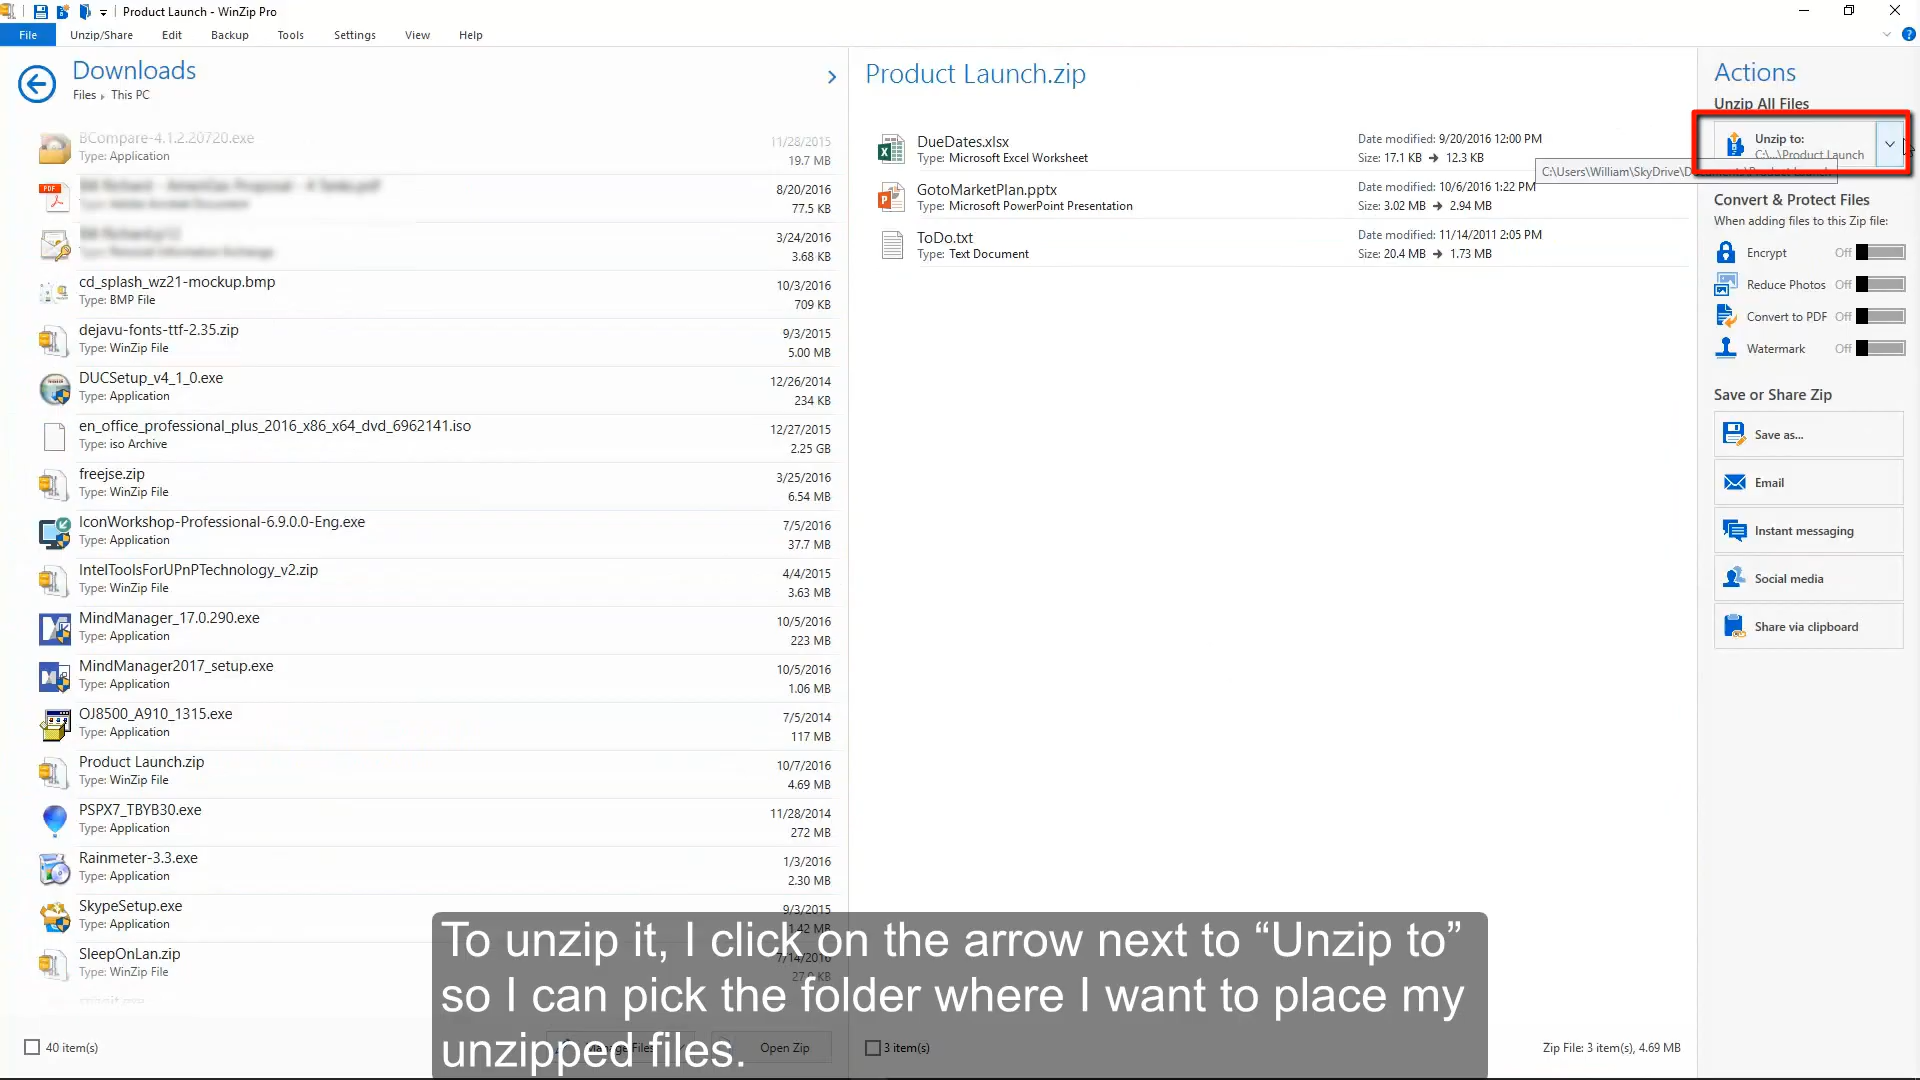 Product Launch - WinZip Pro
File Unzip/Share Edit Backup Tools Settings View Help
Downloads
Files ▸ This PC
BCompare-4.1.2.20720.exe 11/28/2015
Type: Application 19.7 MB
8/20/2016
77.5 KB
3/24/2016
3.68 KB
cd_splash_wz21-mockup.bmp 10/3/2016
Type: BMP File 709 KB
dejavu-fonts-ttf-2.35.zip 9/3/2015
Type: WinZip File 5.00 MB
DUCSetup_v4_1_0.exe 12/26/2014
Type: Application 234 KB
en_office_professional_plus_2016_x86_x64_dvd_6962141.iso 12/27/2015
Type: iso Archive 2.25 GB
freejse.zip 3/25/2016
Type: WinZip File 6.54 MB
IconWorkshop-Professional-6.9.0.0-Eng.exe 7/5/2016
Type: Application 37.7 MB
IntelToolsForUPnPTechnology_v2.zip 4/4/2015
Type: WinZip File 3.63 MB
MindManager_17.0.290.exe 10/5/2016
Type: Application 223 MB
MindManager2017_setup.exe 10/5/2016
Type: Application 1.06 MB
OJ8500_A910_1315.exe 7/5/2014
Type: Application 117 MB
Product Launch.zip 10/7/2016
Type: WinZip File 4.69 MB
PSPX7_TBYB30.exe 11/28/2014
Type: Application 272 MB
Rainmeter-3.3.exe 1/3/2016
Type: Application 2.30 MB
SkypeSetup.exe 9/3/2015
Type: Application 1.42 MB
SleepOnLan.zip 7/14/2016
Type: WinZip File
40 item(s) Manage Files Open Zip
Product Launch.zip
DueDates.xlsx Date modified: 9/20/2016 12:00 PM
Type: Microsoft Excel Worksheet Size: 17.1 KB → 12.3 KB
GotoMarketPlan.pptx Date modified: 10/6/2016 1:22 PM
Type: Microsoft PowerPoint Presentation Size: 3.02 MB → 2.94 MB
ToDo.txt Date modified: 11/14/2011 2:05 PM
Type: Text Document Size: 20.4 MB → 1.73 MB
3 item(s) Zip File: 3 item(s), 4.69 MB
Actions
Unzip All Files
Unzip to:
C:\...\Product Launch
C:\Users\William\SkyDrive\
Convert & Protect Files
When adding files to this Zip file:
Encrypt Off
Reduce Photos Off
Convert to PDF Off
Watermark Off
Save or Share Zip
Save as...
Email
Instant messaging
Social media
Share via clipboard
To unzip it, I click on the arrow next to “Unzip to”
so I can pick the folder where I want to place my
unzipped files.